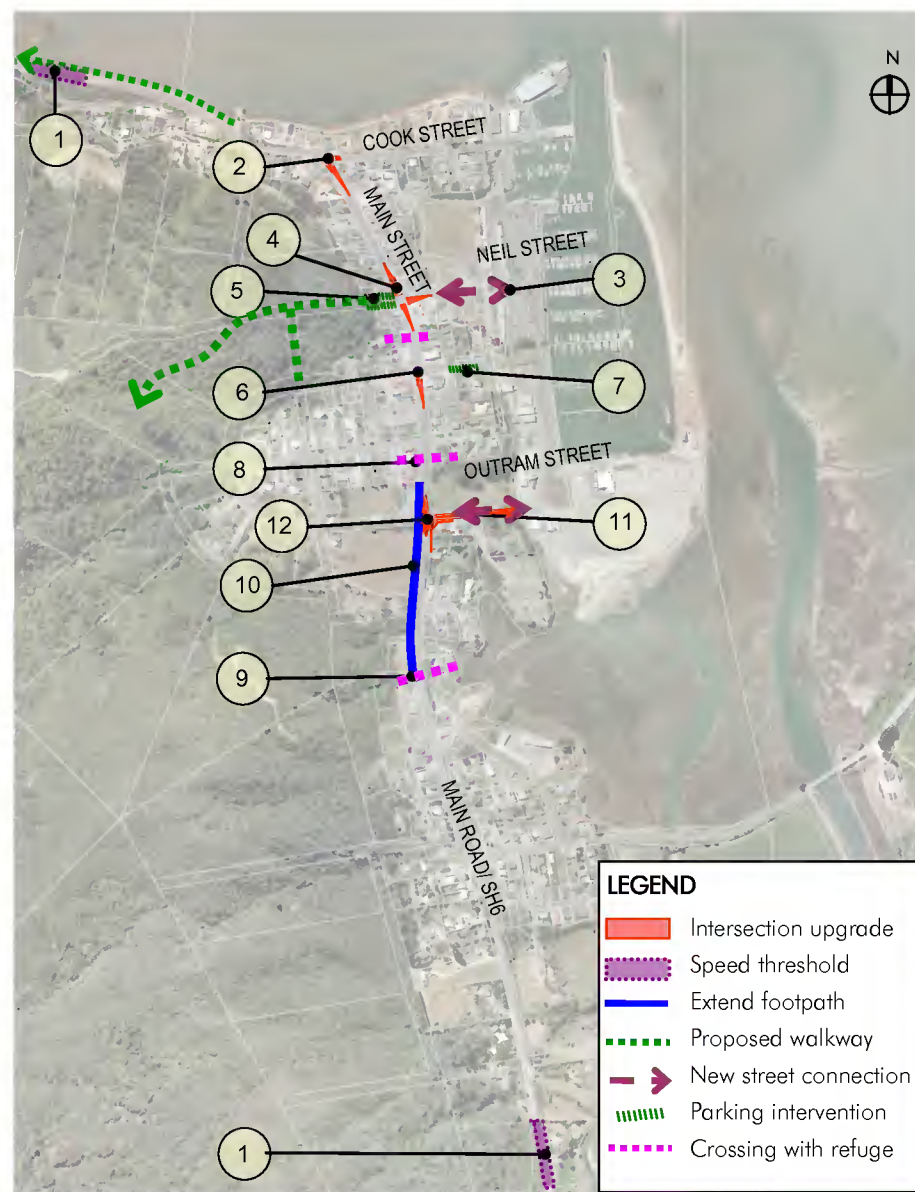 N
1
COOK STREET
2
MAIN STREET
4
NEIL STREET
5
3
6
7
8
OUTRAM STREET
12
11
10
9
MAIN ROAD/ SH6
LEGEND
Intersection upgrade
Speed threshold
Extend footpath
Proposed walkway
New street connection
Parking intervention
Crossing with refuge
1